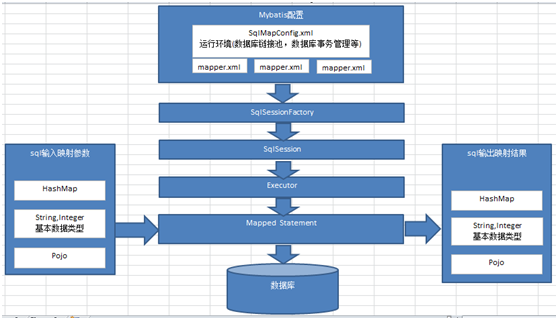 Mybatis配置
SqlMapConfig.xml
运行环境(数据库链接池，数据库事务管理等)
mapper.xml
mapper.xml
mapper.xml
SqlSessionFactory
SqlSession
Executor
Mapped Statement
数据库
sql输入映射参数
HashMap
String,Integer
基本数据类型
Pojo
sql输出映射结果
HashMap
String,Integer
基本数据类型
Pojo